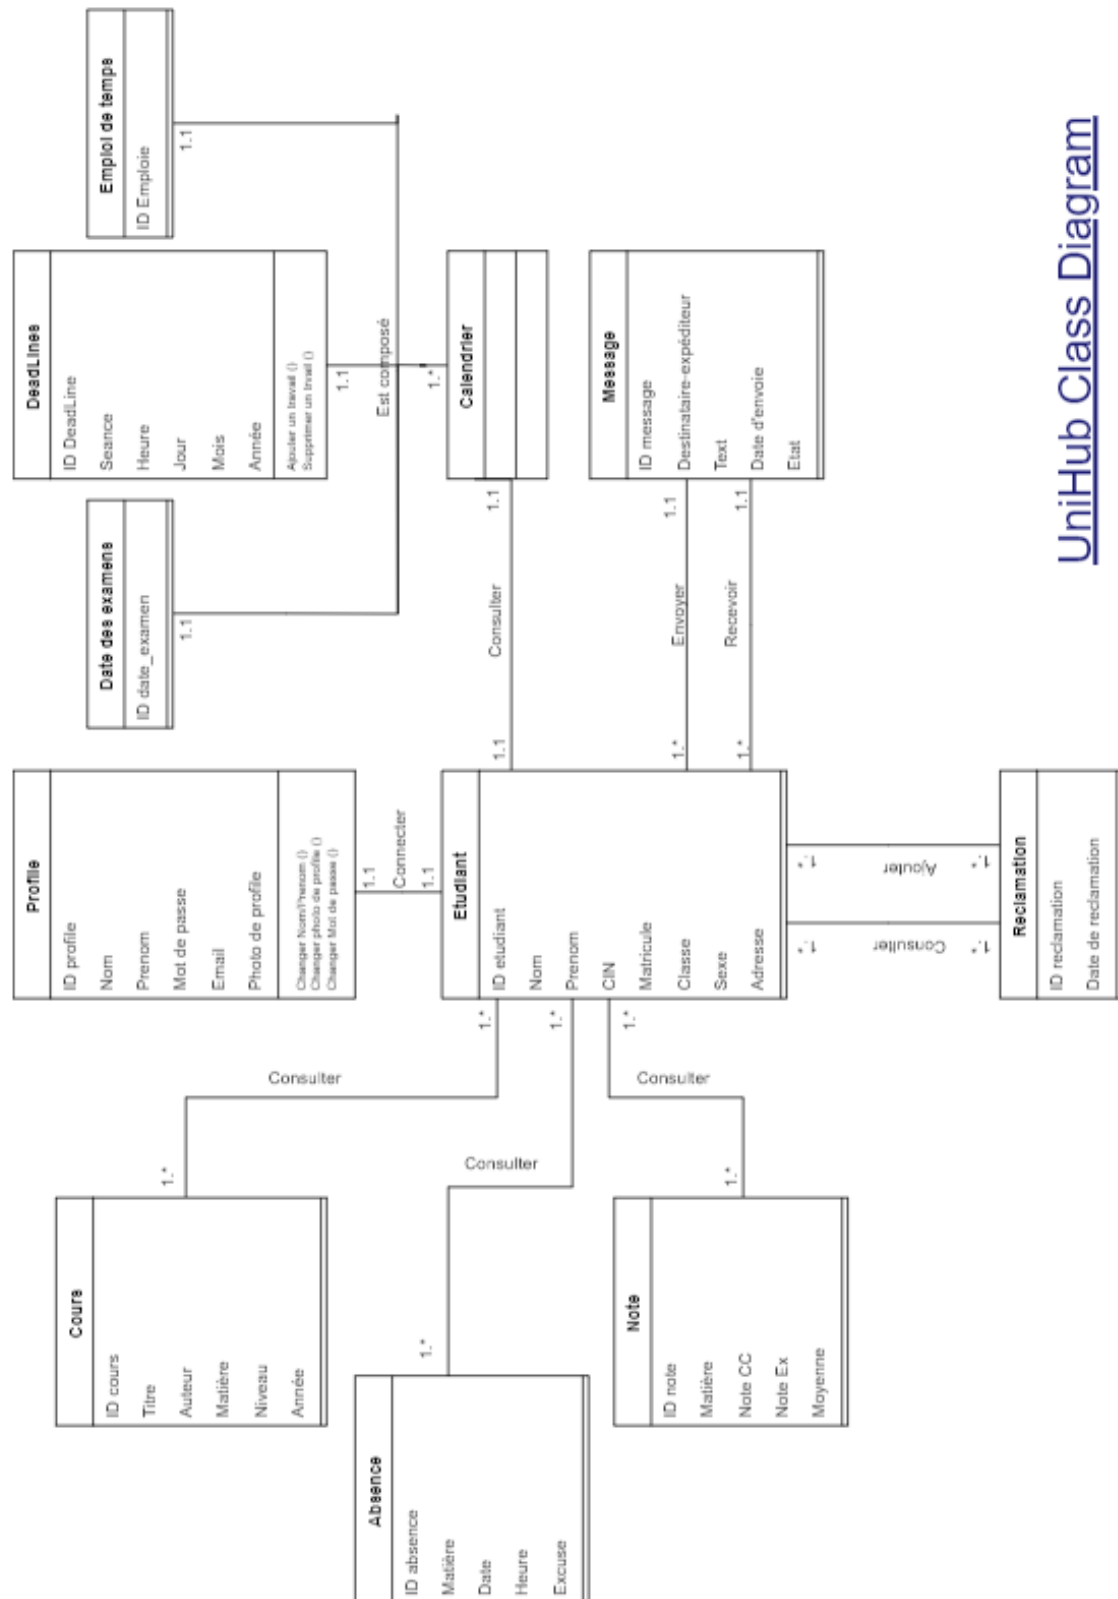 UniHub Class Diagram
Cours
ID cours
Titre
Auteur
Matière
Niveau
Année
1.*
Consulter
1.*
Absence
ID absence
Matière
Date
Heure
Excuse
1.*
Consulter
1.*
Note
ID note
Matière
Note CC
Note Ex
Moyenne
1.*
Consulter
1.*
Profile
ID profile
Nom
Prenom
Mot de passe
Email
Photo de profile
Changer Nom/Prenom ()
Changer photo de profile ()
Changer Mot de passe ()
1.1
Connecter
1.1
Etudiant
ID etudiant
Nom
Prenom
CIN
Matricule
Classe
Sexe
Adresse
1.*
Consulter
1.*
1.*
Ajouter
1.*
Reclamation
ID reclamation
Date de reclamation
Date des examens
ID date_examen
1.1
DeadLines
ID DeadLine
Seance
Heure
Jour
Mois
Année
Ajouter un travail ()
Supprimer un travail ()
1.1
Emploi de temps
ID Emploie
1.1
Est composé
1.*
Calendrier
1.1
Consulter
1.1
Message
ID message
Destinataire-expéditeur
Text
Date d'envoie
Etat
1.*
Envoyer
1.1
1.*
Recevoir
1.1